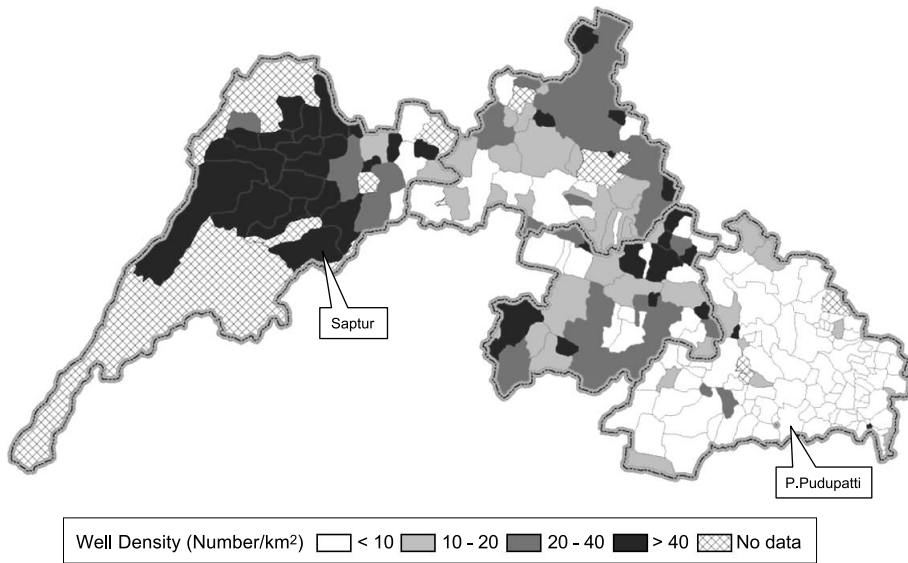 Saptur
P.Pudupatti
Well Density (Number/km²) < 10 10 - 20 20 - 40 > 40 No data